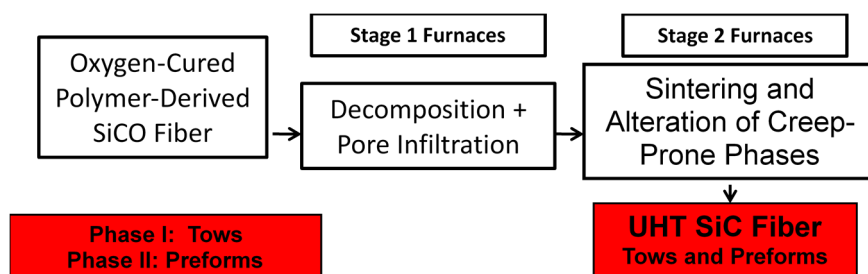 Stage 1 Furnaces
Stage 2 Furnaces
Oxygen-Cured
Polymer-Derived
SiCO Fiber
Decomposition +
Pore Infiltration
Sintering and
Alteration of Creep-
Prone Phases
Phase I:  Tows
Phase II: Preforms
UHT SiC Fiber
Tows and Preforms